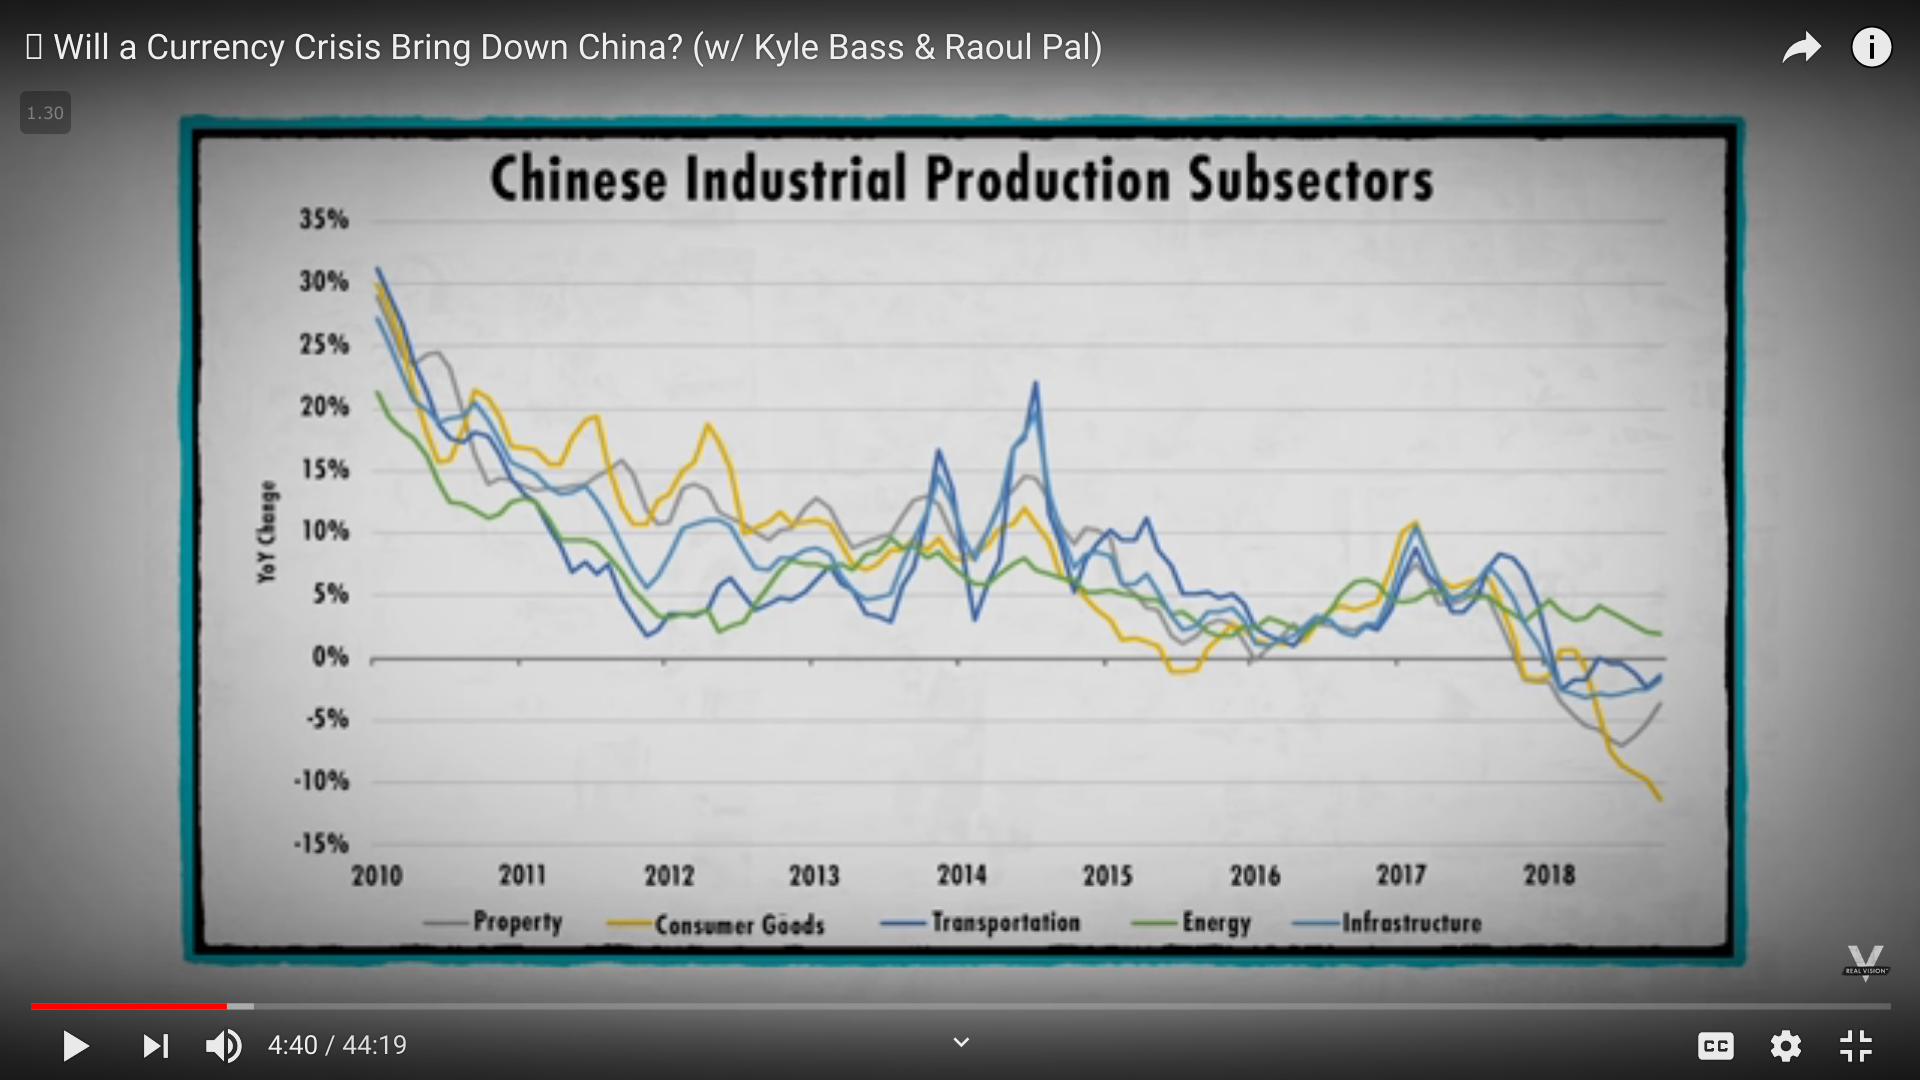 Will a Currency Crisis Bring Down China? (w/ Kyle Bass & Raoul Pal)
1.30
Chinese Industrial Production Subsectors
35%
30%
25%
20%
15%
10%
5%
0%
-5%
-10%
-15%
YoY Change
2010 2011 2012 2013 2014 2015 2016 2017 2018
Property Consumer Goods Transportation Energy Infrastructure
REAL VISION
4:40 / 44:19
CC